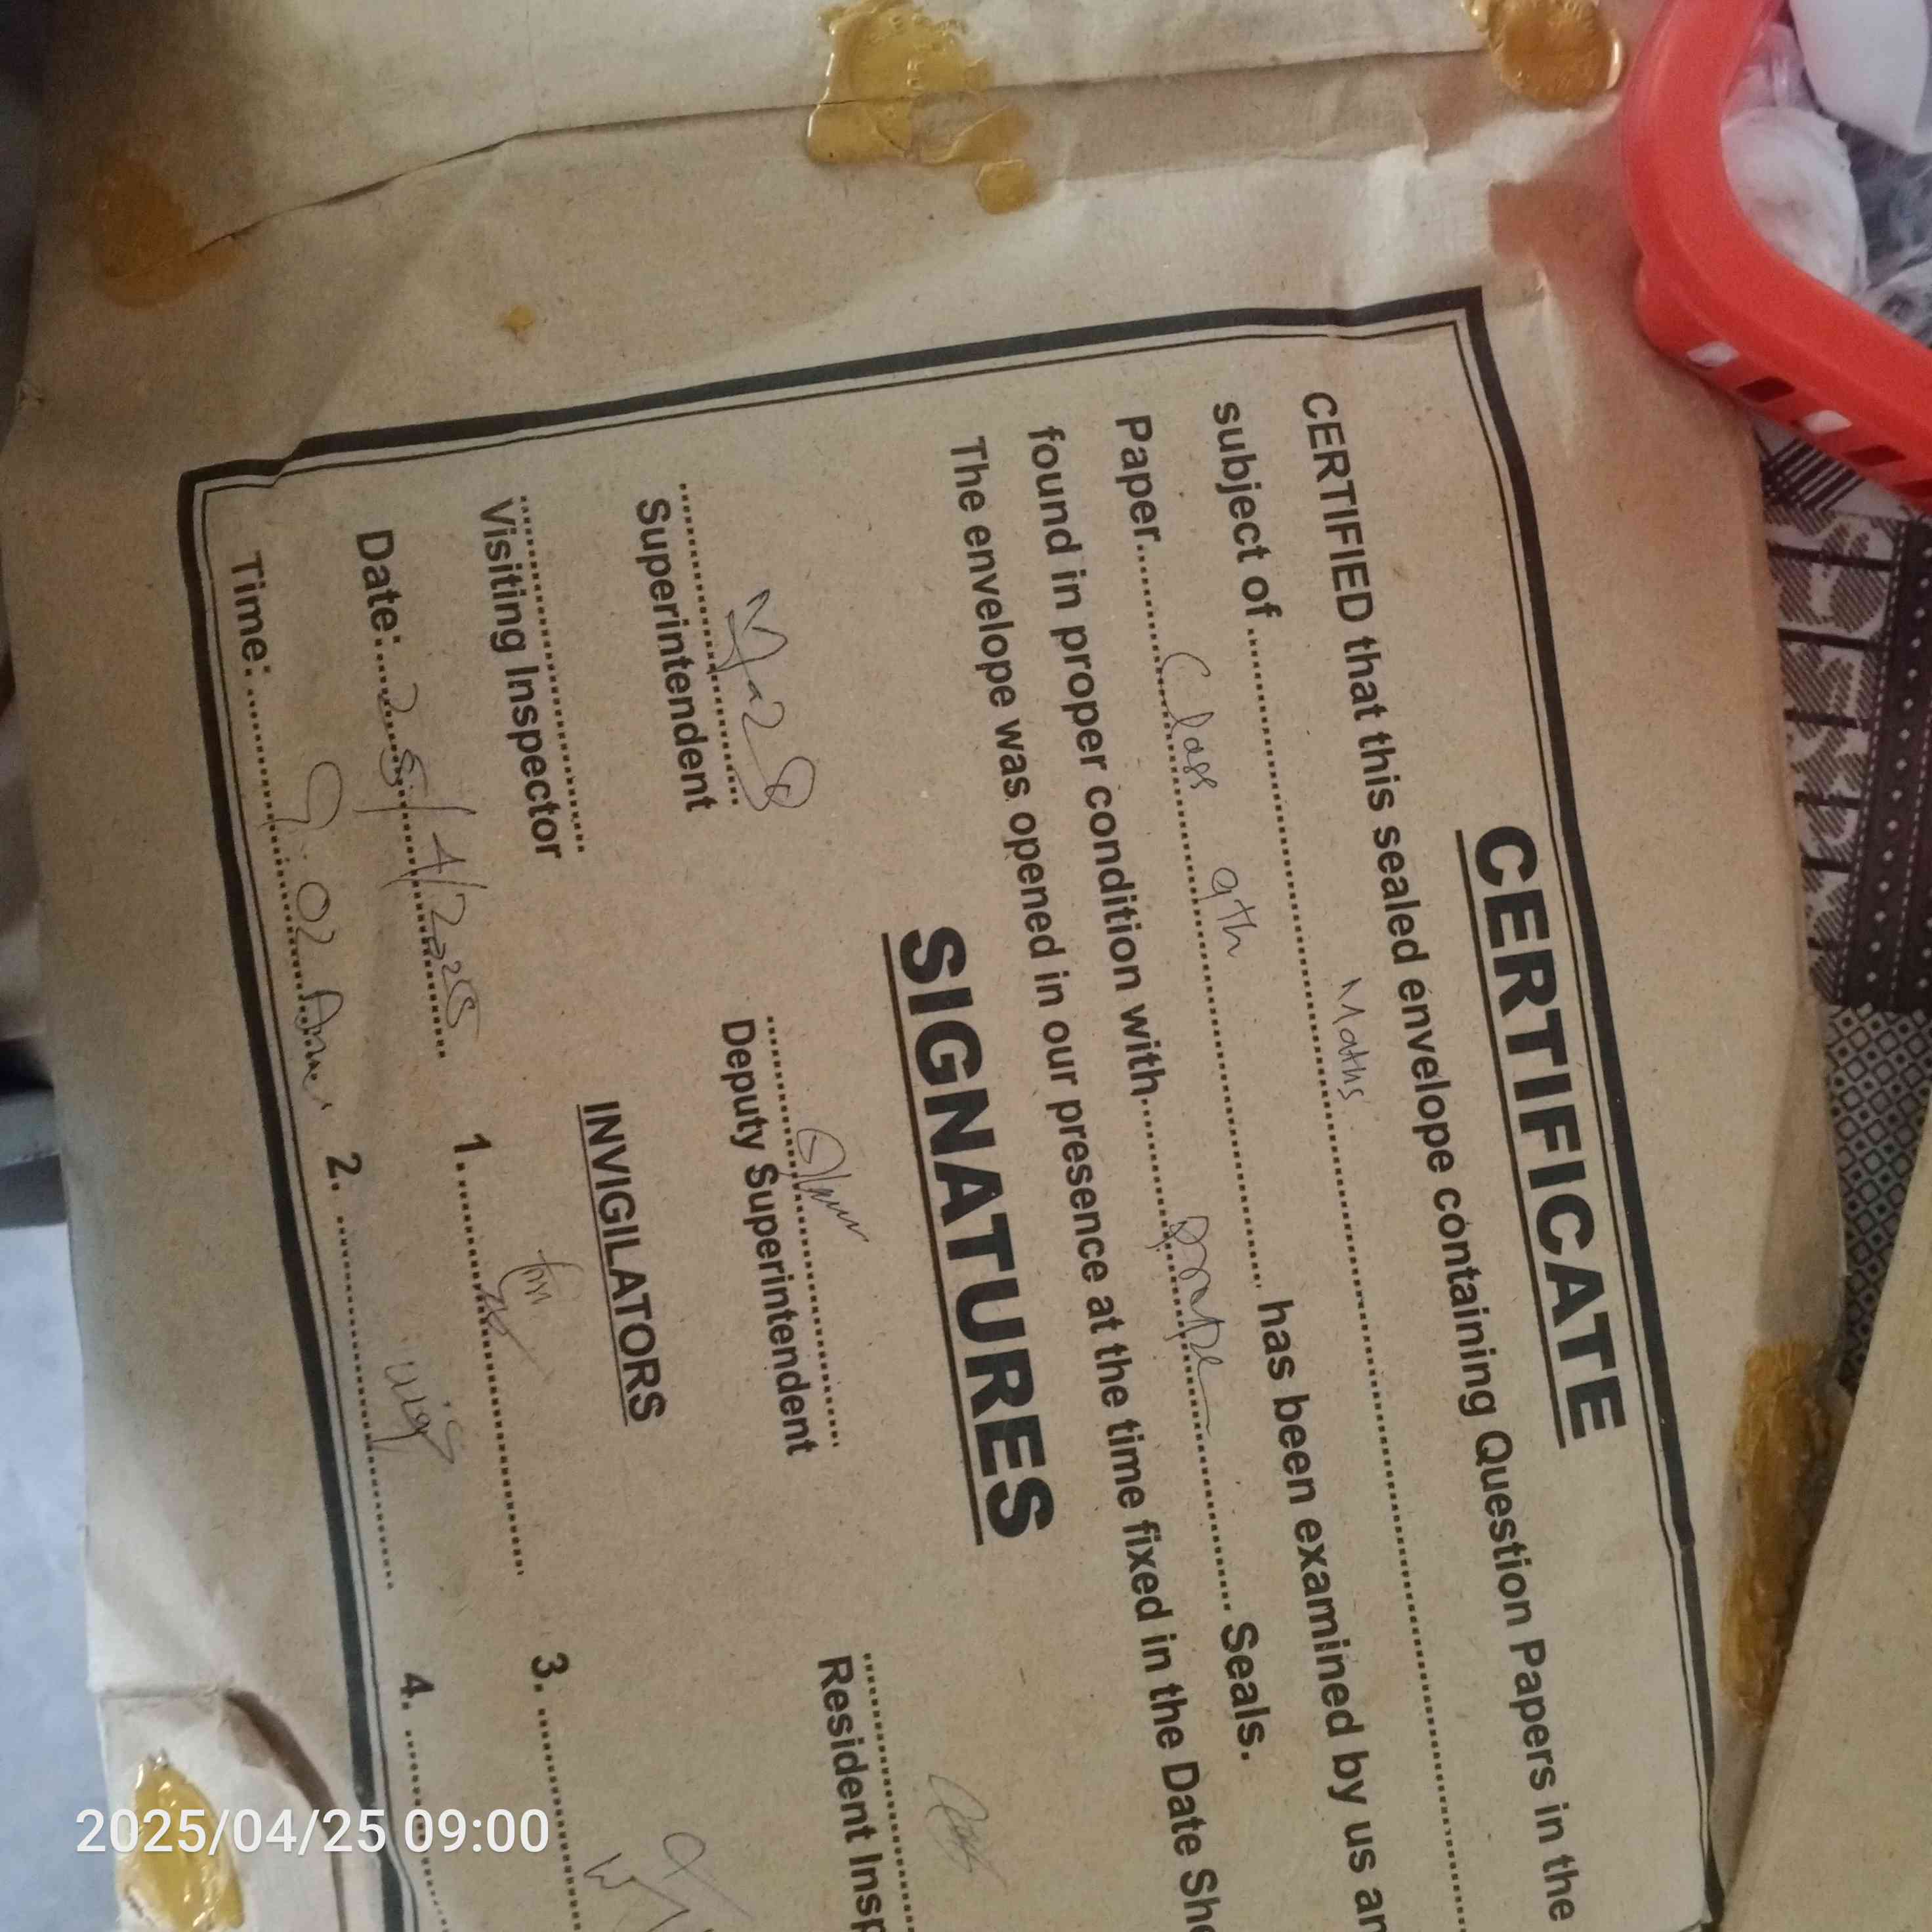 CERTIFICATE
CERTIFIED that this sealed envelope containing Question Papers in the
subject of ........ Maths ........
Paper........ Class 9th ........ has been examined by us an
found in proper condition with........ Seals.
The envelope was opened in our presence at the time fixed in the Date She
SIGNATURES
Superintendent
Deputy Superintendent
Resident Insp
Visiting Inspector
INVIGILATORS
Date: 25/4/2025
1.
3.
Time: 9:02 Am
2.
4.
2025/04/25 09:00